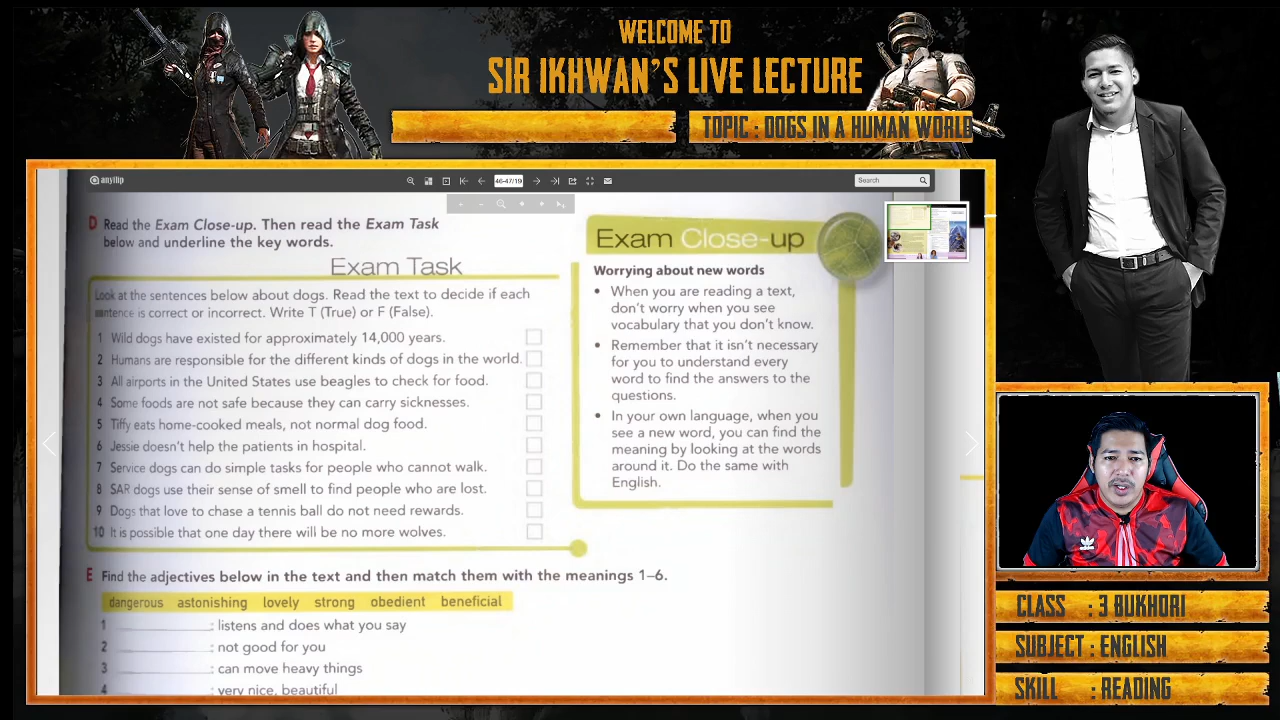 WELCOME TO
SIR IKHWAN'S LIVE LECTURE
TOPIC : DOGS IN A HUMAN WORLD
anyflip
46-47/19
Search
D Read the Exam Close-up. Then read the Exam Task
below and underline the key words.
Exam Task
Look at the sentences below about dogs. Read the text to decide if each
sentence is correct or incorrect. Write T (True) or F (False).
1 Wild dogs have existed for approximately 14,000 years.
2 Humans are responsible for the different kinds of dogs in the world.
3 All airports in the United States use beagles to check for food.
4 Some foods are not safe because they can carry sicknesses.
5 Tiffy eats home-cooked meals, not normal dog food.
6 Jessie doesn't help the patients in hospital.
7 Service dogs can do simple tasks for people who cannot walk.
8 SAR dogs use their sense of smell to find people who are lost.
9 Dogs that love to chase a tennis ball do not need rewards.
10 It is possible that one day there will be no more wolves.
Exam Close-up
Worrying about new words
• When you are reading a text,
don't worry when you see
vocabulary that you don't know.
• Remember that it isn't necessary
for you to understand every
word to find the answers to the
questions.
• In your own language, when you
see a new word, you can find the
meaning by looking at the words
around it. Do the same with
English.
E Find the adjectives below in the text and then match them with the meanings 1–6.
dangerous astonishing lovely strong obedient beneficial
1 ____________ : listens and does what you say
2 ____________ : not good for you
3 ____________ : can move heavy things
4 ____________ : very nice, beautiful
adidas
CLASS : 3 BUKHORI
SUBJECT : ENGLISH
SKILL : READING